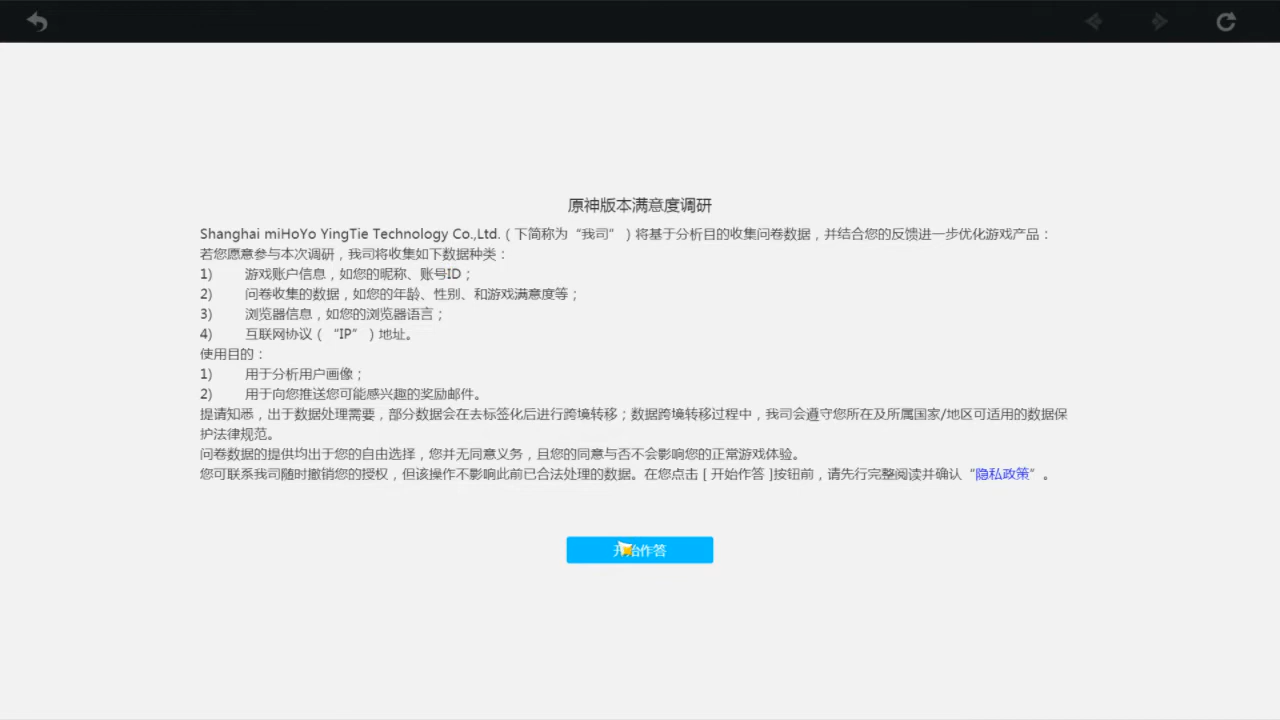 原神版本满意度调研
Shanghai miHoYo YingTie Technology Co.,Ltd.（下简称为“我司”）将基于分析目的收集问卷数据，并结合您的反馈进一步优化游戏产品：
若您愿意参与本次调研，我司将收集如下数据种类：
1) 游戏账户信息，如您的昵称、账号ID；
2) 问卷收集的数据，如您的年龄、性别、和游戏满意度等；
3) 浏览器信息，如您的浏览器语言；
4) 互联网协议（“IP”）地址。
使用目的：
1) 用于分析用户画像；
2) 用于向您推送您可能感兴趣的奖励邮件。
提请知悉，出于数据处理需要，部分数据会在去标签化后进行跨境转移；数据跨境转移过程中，我司会遵守您所在及所属国家/地区可适用的数据保
护法律规范。
问卷数据的提供均出于您的自由选择，您并无同意义务，且您的同意与否不会影响您的正常游戏体验。
您可联系我司随时撤销您的授权，但该操作不影响此前已合法处理的数据。在您点击 [ 开始作答 ]按钮前，请先行完整阅读并确认“隐私政策”。
开始作答